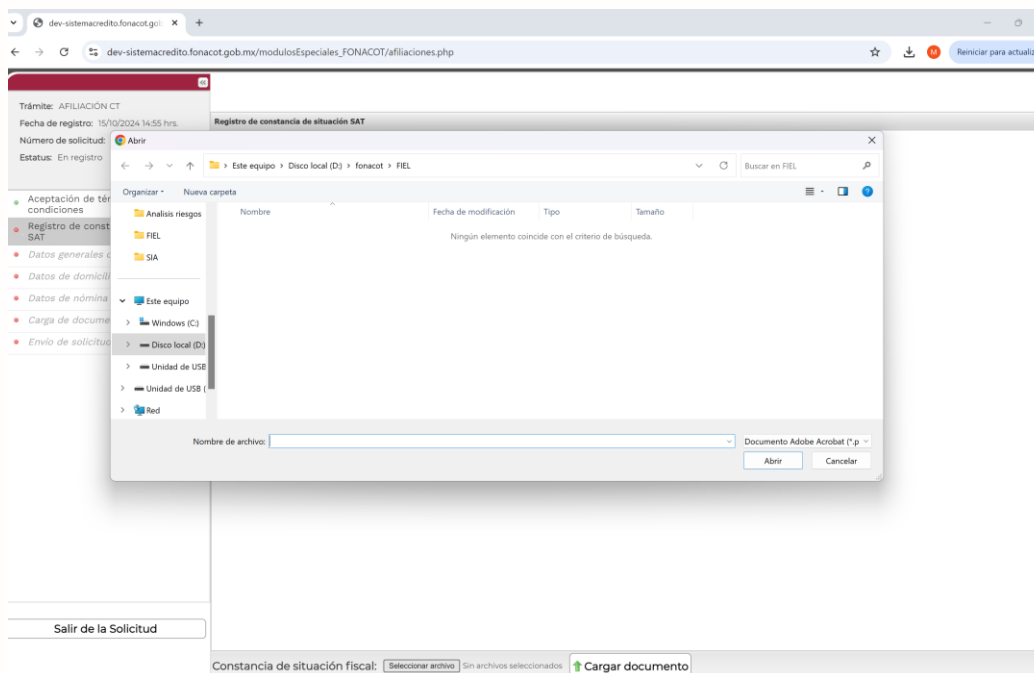 dev-sistemacredito.fonacot.gob
dev-sistemacredito.fonacot.gob.mx/modulosEspeciales_FONACOT/afiliaciones.php
M
Reiniciar para actualiz
Trámite: AFILIACIÓN CT
Fecha de registro: 15/10/2024 14:55 hrs.
Número de solicitud:
Estatus: En registro
Registro de constancia de situación SAT
Aceptación de tér
condiciones
Registro de const
SAT
Datos generales
Datos de domicili
Datos de nómina
Carga de docume
Envío de solicitud
Salir de la Solicitud
Abrir
Este equipo > Disco local (D:) > fonacot > FIEL
Buscar en FIEL
Organizar
Nueva carpeta
Analisis riesgos
FIEL
SIA
Este equipo
Windows (C:)
Disco local (D:)
Unidad de USB
Unidad de USB (
Red
Nombre
Fecha de modificación
Tipo
Tamaño
Ningún elemento coincide con el criterio de búsqueda.
Nombre de archivo:
Documento Adobe Acrobat (*.p
Abrir
Cancelar
Constancia de situación fiscal:
Seleccionar archivo
Sin archivos seleccionados
Cargar documento